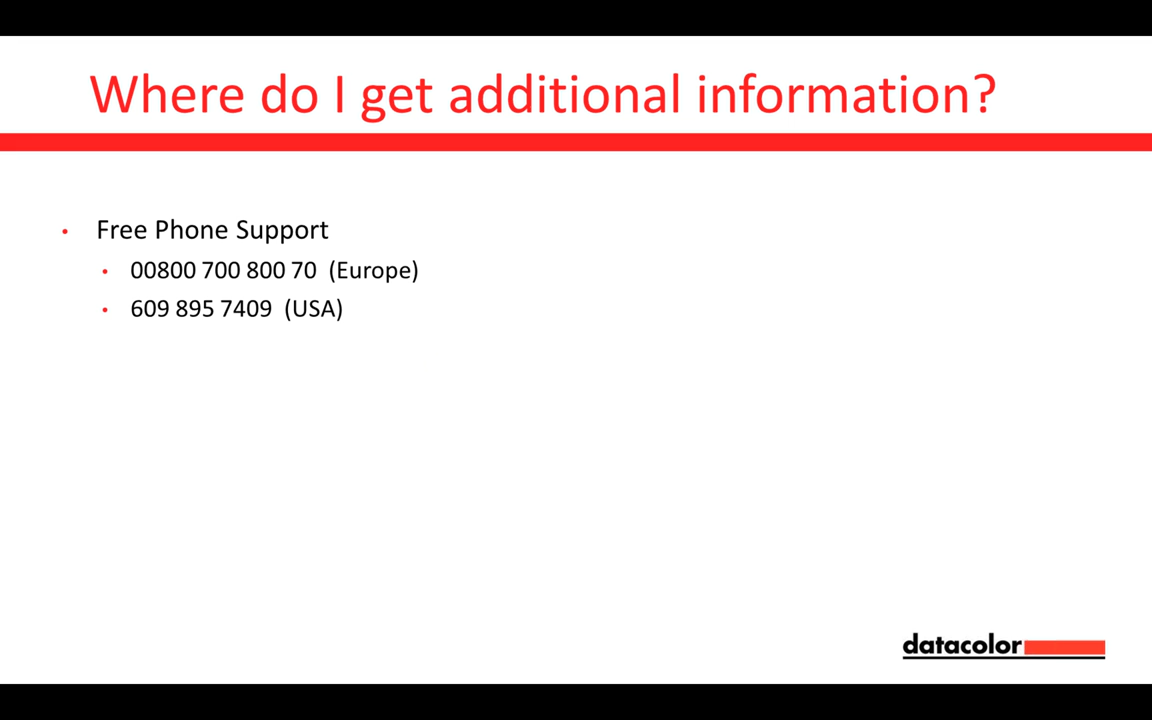 Where do I get additional information?
• Free Phone Support
• 00800 700 800 70 (Europe)
• 609 895 7409 (USA)
datacolor